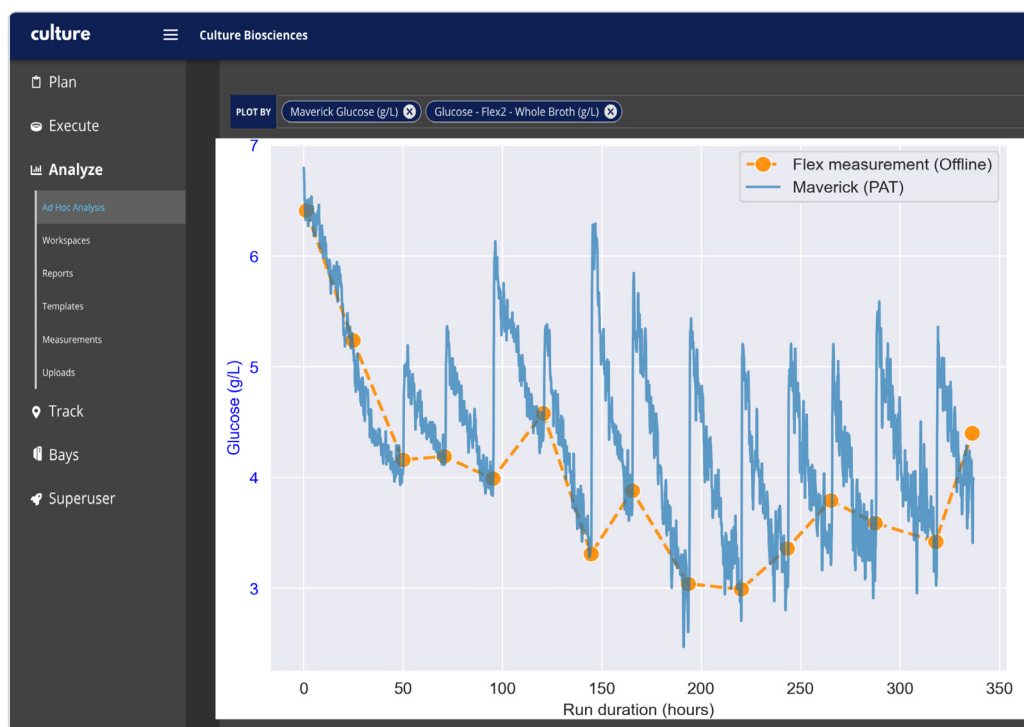 culture
Culture Biosciences
Plan
Execute
Analyze
Ad Hoc Analysis
Workspaces
Reports
Templates
Measurements
Uploads
Track
Bays
Superuser
PLOT BY
Maverick Glucose (g/L)
Glucose - Flex2 - Whole Broth (g/L)
Flex measurement (Offline)
Maverick (PAT)
Glucose (g/L)
7
6
5
4
3
0 50 100 150 200 250 300 350
Run duration (hours)